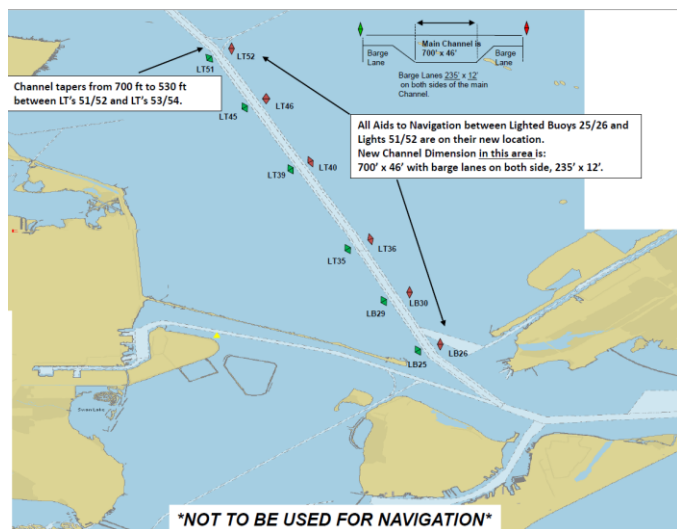 LT52
LT51
Main Channel is
700' x 46'
Barge
Lane
Barge
Lane
Barge Lanes 235' x 12'
on both sides of the main
Channel.
Channel tapers from 700 ft to 530 ft
between LT's 51/52 and LT's 53/54.
LT46
LT45
All Aids to Navigation between Lighted Buoys 25/26 and
Lights 51/52 are on their new location.
New Channel Dimension in this area is:
700' x 46' with barge lanes on both side, 235' x 12'.
LT40
LT39
LT36
LT35
LB30
LB29
LB26
LB25
Swan Lake
*NOT TO BE USED FOR NAVIGATION*